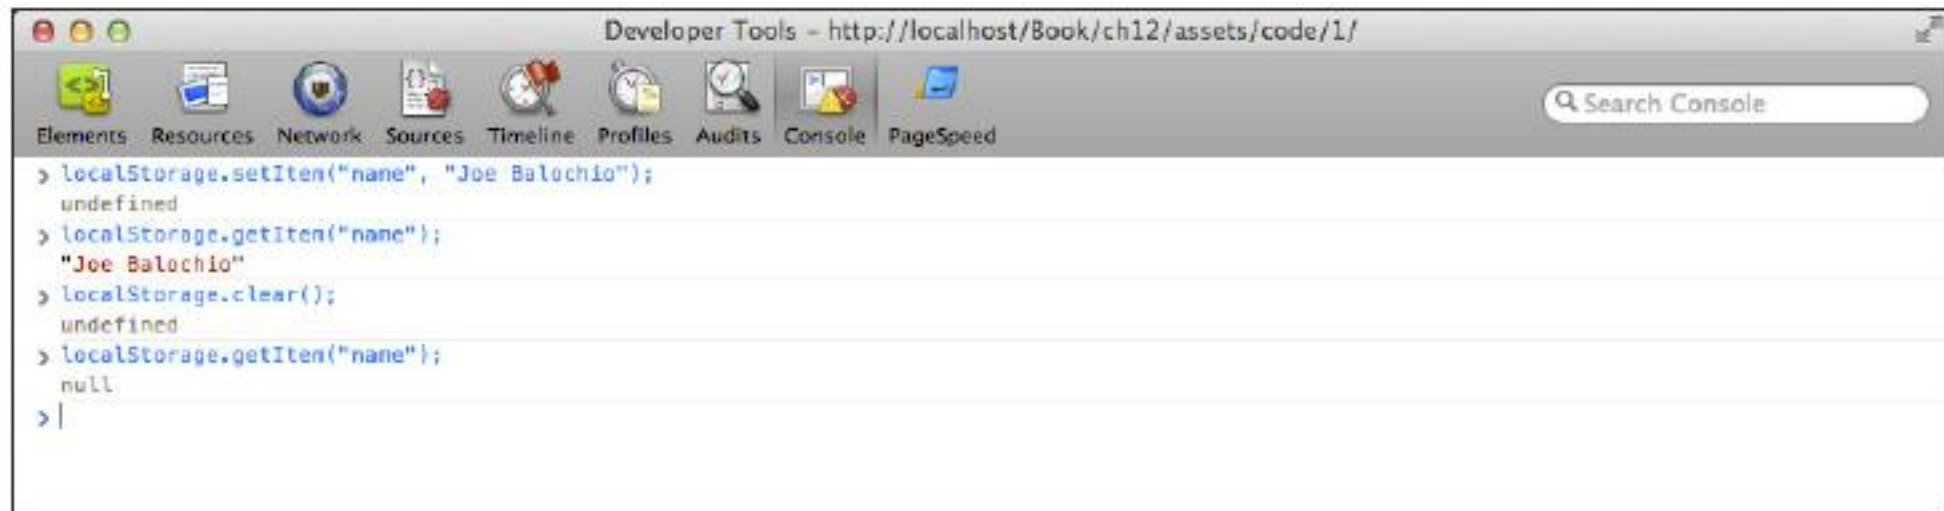 Developer Tools - http://localhost/Book/ch12/assets/code/1/
Elements Resources Network Sources Timeline Profiles Audits Console PageSpeed
Search Console
> localStorage.setItem("name", "Joe Balochio");
undefined
> localStorage.getItem("name");
"Joe Balochio"
> localStorage.clear();
undefined
> localStorage.getItem("name");
null
>